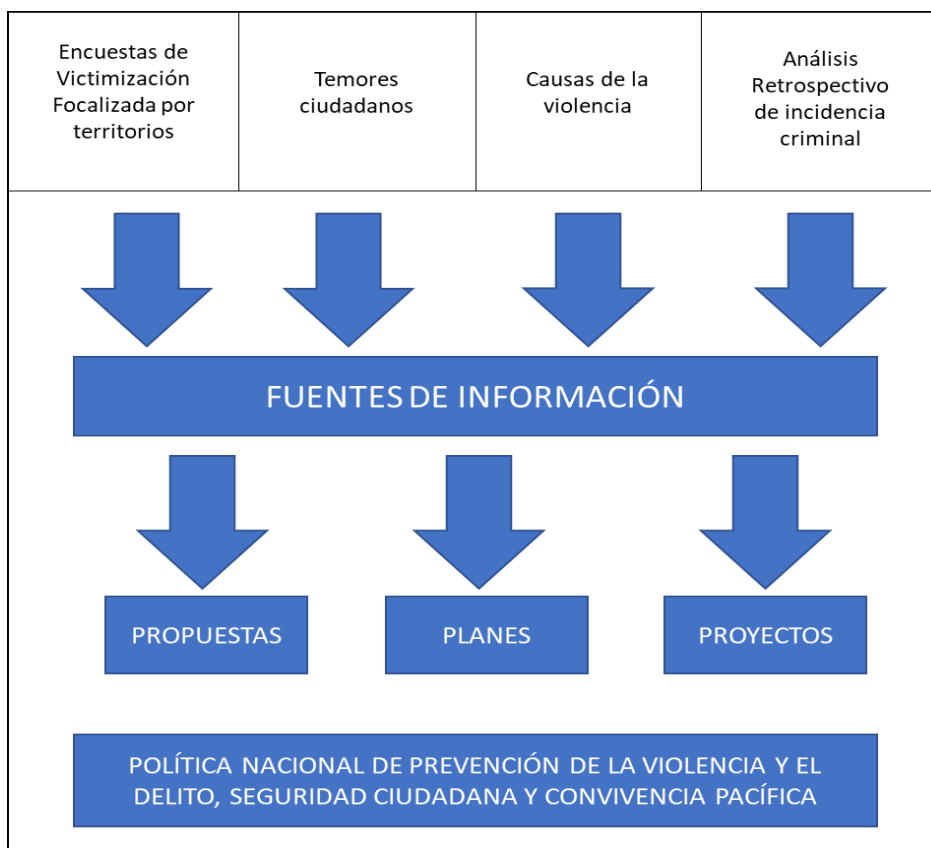 Encuestas de
Victimización
Focalizada por
territorios
Temores
ciudadanos
Causas de la
violencia
Análisis
Retrospectivo
de incidencia
criminal
FUENTES DE INFORMACIÓN
PROPUESTAS
PLANES
PROYECTOS
POLÍTICA NACIONAL DE PREVENCIÓN DE LA VIOLENCIA Y EL
DELITO, SEGURIDAD CIUDADANA Y CONVIVENCIA PACÍFICA